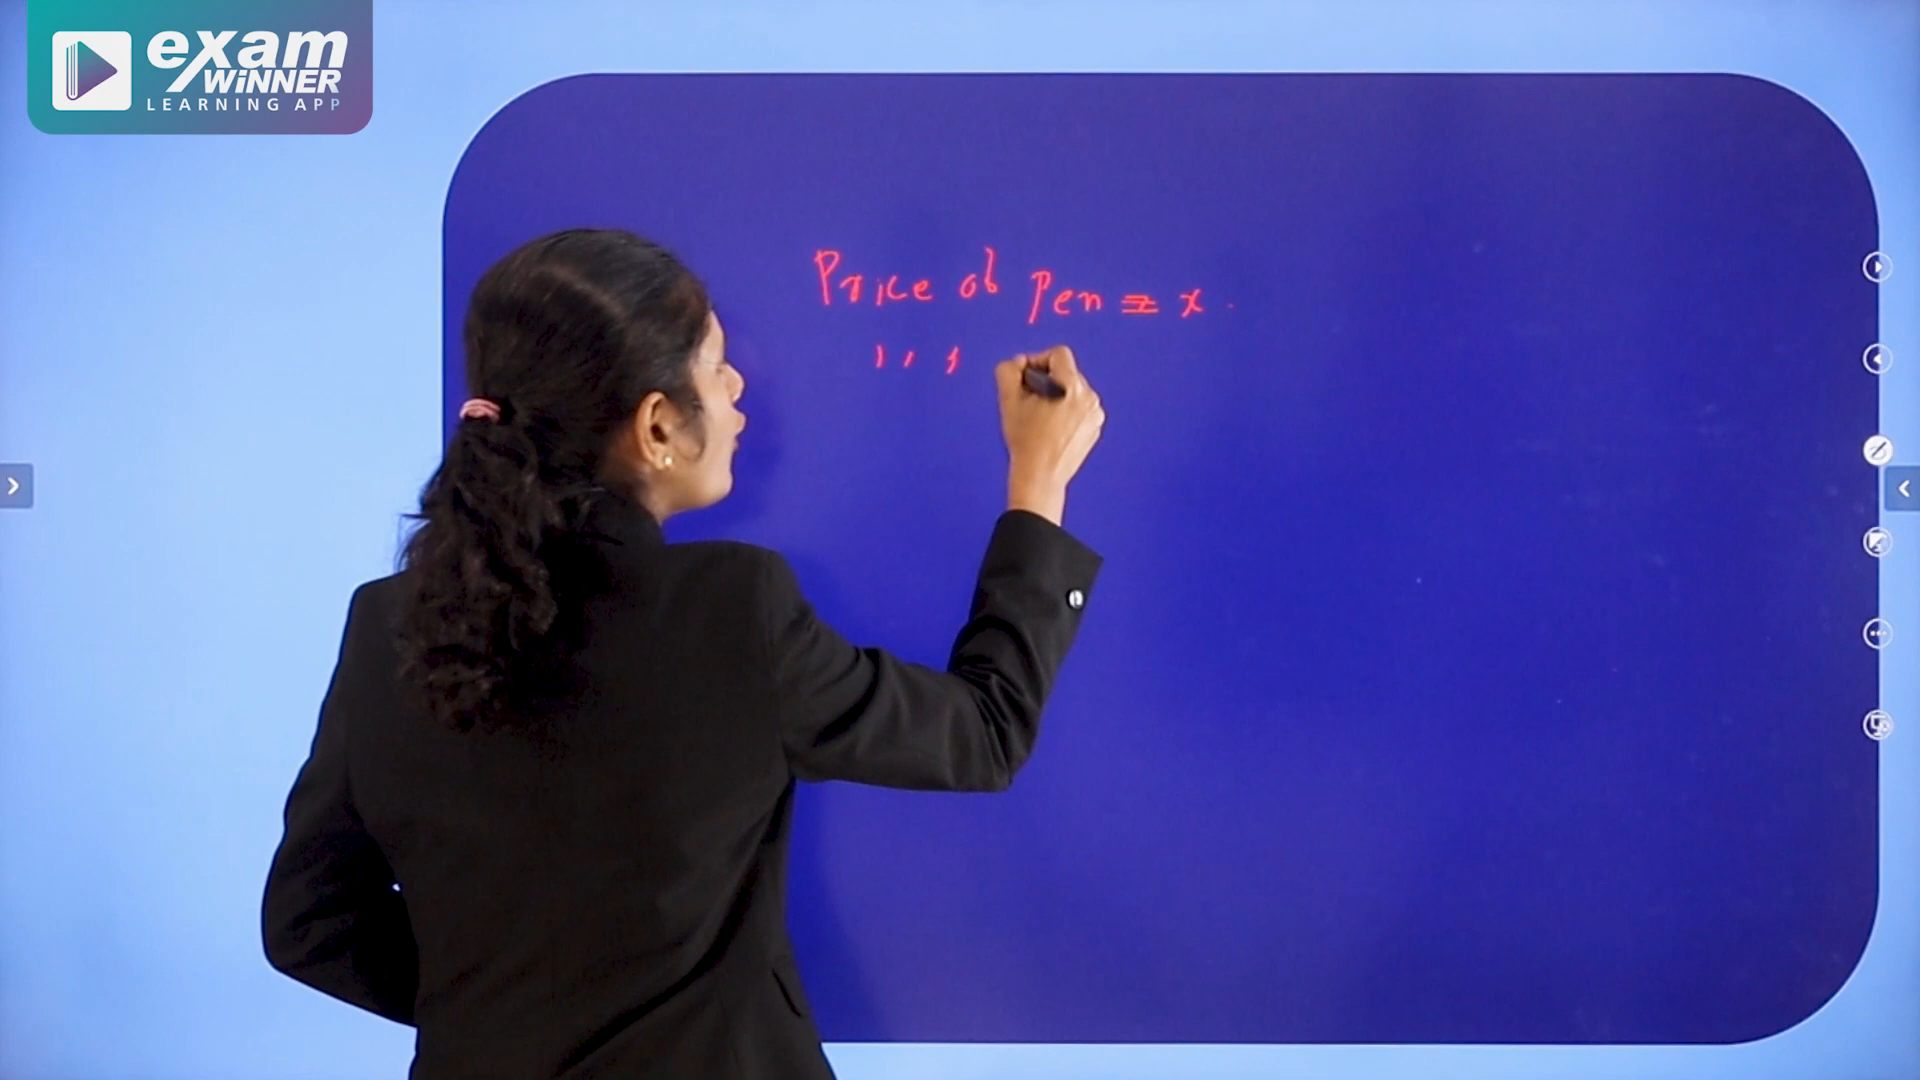 exam
WINNER
LEARNING APP
Price of Pen = x .
,, ,